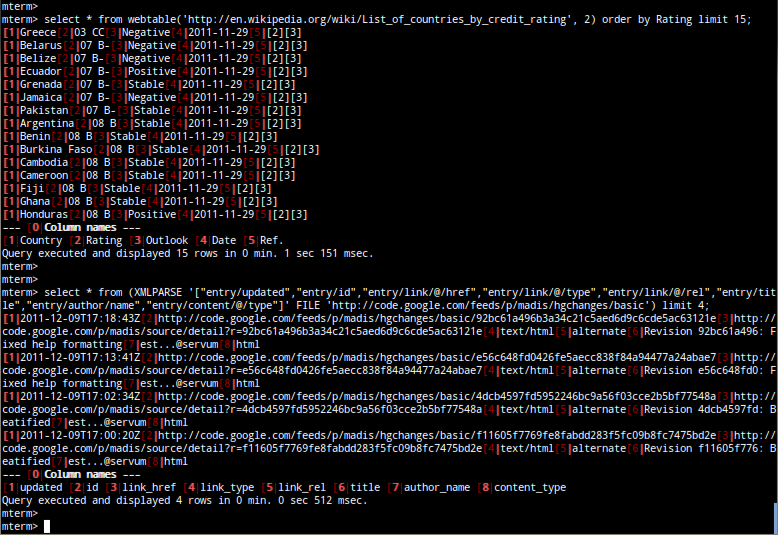 mterm>
mterm> select * from webtable('http://en.wikipedia.org/wiki/List_of_countries_by_credit_rating', 2) order by Rating limit 15;
[1|Greece[2|03 CC[3|Negative[4|2011-11-29[5|[2][3]
[1|Belarus[2|07 B-[3|Negative[4|2011-11-29[5|[2][3]
[1|Belize[2|07 B-[3|Negative[4|2011-11-29[5|[2][3]
[1|Ecuador[2|07 B-[3|Positive[4|2011-11-29[5|[2][3]
[1|Grenada[2|07 B-[3|Stable[4|2011-11-29[5|[2][3]
[1|Jamaica[2|07 B-[3|Negative[4|2011-11-29[5|[2][3]
[1|Pakistan[2|07 B-[3|Stable[4|2011-11-29[5|[2][3]
[1|Argentina[2|08 B[3|Stable[4|2011-11-29[5|[2][3]
[1|Benin[2|08 B[3|Stable[4|2011-11-29[5|[2][3]
[1|Burkina Faso[2|08 B[3|Stable[4|2011-11-29[5|[2][3]
[1|Cambodia[2|08 B[3|Stable[4|2011-11-29[5|[2][3]
[1|Cameroon[2|08 B[3|Stable[4|2011-11-29[5|[2][3]
[1|Fiji[2|08 B[3|Stable[4|2011-11-29[5|[2][3]
[1|Ghana[2|08 B[3|Stable[4|2011-11-29[5|[2][3]
[1|Honduras[2|08 B[3|Positive[4|2011-11-29[5|[2][3]
--- [0|Column names ---
[1|Country [2|Rating [3|Outlook [4|Date [5|Ref.
Query executed and displayed 15 rows in 0 min. 1 sec 151 msec.
mterm>
mterm>
mterm> select * from (XMLPARSE '["entry/updated","entry/id","entry/link/@/href","entry/link/@/type","entry/link/@/rel","entry/tit
le","entry/author/name","entry/content/@/type"]' FILE 'http://code.google.com/feeds/p/madis/hgchanges/basic') limit 4;
[1|2011-12-09T17:18:43Z[2|http://code.google.com/feeds/p/madis/hgchanges/basic/92bc61a496b3a34c21c5aed6d9c6cde5ac63121e[3|http://
code.google.com/p/madis/source/detail?r=92bc61a496b3a34c21c5aed6d9c6cde5ac63121e[4|text/html[5|alternate[6|Revision 92bc61a496: F
ixed help formatting[7|est...@servum[8|html
[1|2011-12-09T17:13:41Z[2|http://code.google.com/feeds/p/madis/hgchanges/basic/e56c648fd0426fe5aecc838f84a94477a24abae7[3|http://
code.google.com/p/madis/source/detail?r=e56c648fd0426fe5aecc838f84a94477a24abae7[4|text/html[5|alternate[6|Revision e56c648fd0: F
ixed help formatting[7|est...@servum[8|html
[1|2011-12-09T17:02:34Z[2|http://code.google.com/feeds/p/madis/hgchanges/basic/4dcb4597fd5952246bc9a56f03cce2b5bf77548a[3|http://
code.google.com/p/madis/source/detail?r=4dcb4597fd5952246bc9a56f03cce2b5bf77548a[4|text/html[5|alternate[6|Revision 4dcb4597fd: B
eatified[7|est...@servum[8|html
[1|2011-12-09T17:00:20Z[2|http://code.google.com/feeds/p/madis/hgchanges/basic/f11605f7769fe8fabdd283f5fc09b8fc7475bd2e[3|http://
code.google.com/p/madis/source/detail?r=f11605f7769fe8fabdd283f5fc09b8fc7475bd2e[4|text/html[5|alternate[6|Revision f11605f776: B
eatified[7|est...@servum[8|html
--- [0|Column names ---
[1|updated [2|id [3|link_href [4|link_type [5|link_rel [6|title [7|author_name [8|content_type
Query executed and displayed 4 rows in 0 min. 0 sec 512 msec.
mterm>
mterm>